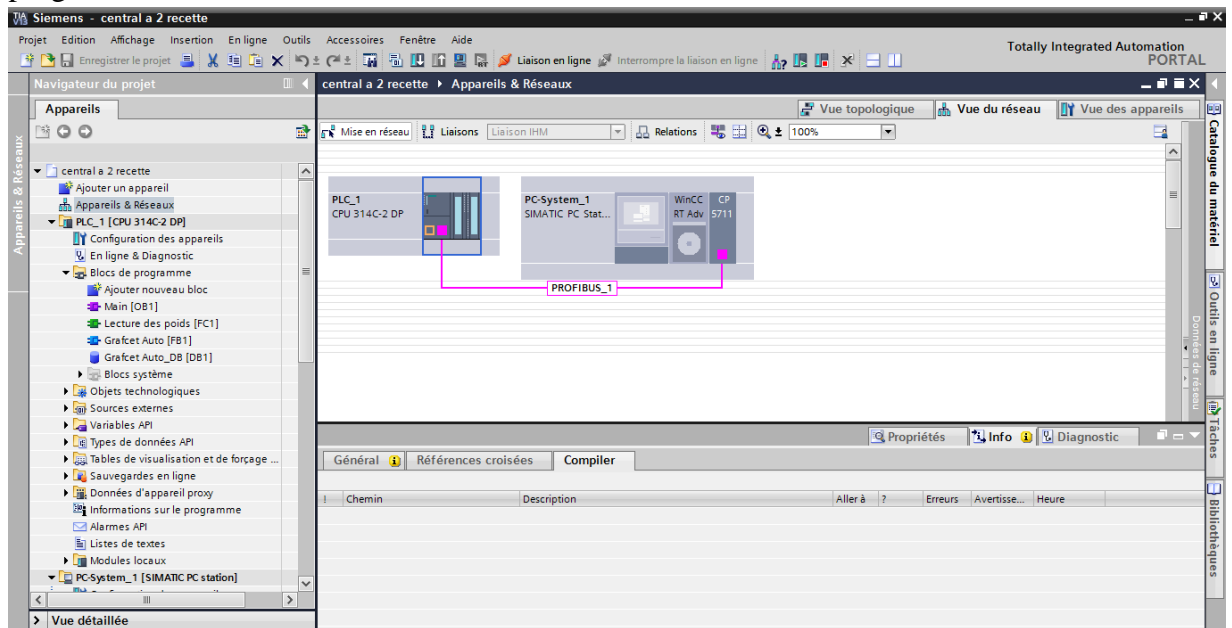 Siemens - central a 2 recette
Projet Edition Affichage Insertion En ligne Outils Accessoires Fenêtre Aide
Totally Integrated Automation
PORTAL
Enregistrer le projet Liaison en ligne Interrompre la liaison en ligne
Navigateur du projet
central a 2 recette Appareils & Réseaux
Appareils
Vue topologique Vue du réseau Vue des appareils
Mise en réseau Liaisons Liaison IHM Relations 100%
central a 2 recette
Ajouter un appareil
Appareils & Réseaux
PLC_1 [CPU 314C-2 DP]
Configuration des appareils
En ligne & Diagnostic
Blocs de programme
Ajouter nouveau bloc
Main [OB1]
Lecture des poids [FC1]
Grafcet Auto [FB1]
Grafcet Auto_DB [DB1]
Blocs système
Objets technologiques
Sources externes
Variables API
Types de données API
Tables de visualisation et de forçage ...
Sauvegardes en ligne
Données d'appareil proxy
Informations sur le programme
Alarmes API
Listes de textes
Modules locaux
PC-System_1 [SIMATIC PC station]
Vue détaillée
Appareils & Réseaux
PLC_1
CPU 314C-2 DP
PC-System_1
SIMATIC PC Stat...
WinCC
RT Adv
CP
5711
PROFIBUS_1
Données de réseau
Propriétés Info Diagnostic
Général Références croisées Compiler
! Chemin Description Aller à ? Erreurs Avertisse... Heure
Catalogue du matériel
Outils en ligne
Tâches
Bibliothèques